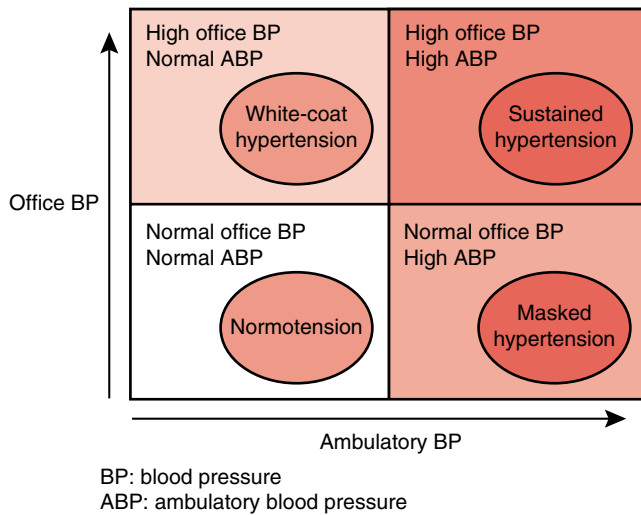 High office BP
Normal ABP
White-coat
hypertension
High office BP
High ABP
Sustained
hypertension
Office BP
Normal office BP
Normal ABP
Normotension
Normal office BP
High ABP
Masked
hypertension
Ambulatory BP
BP: blood pressure
ABP: ambulatory blood pressure